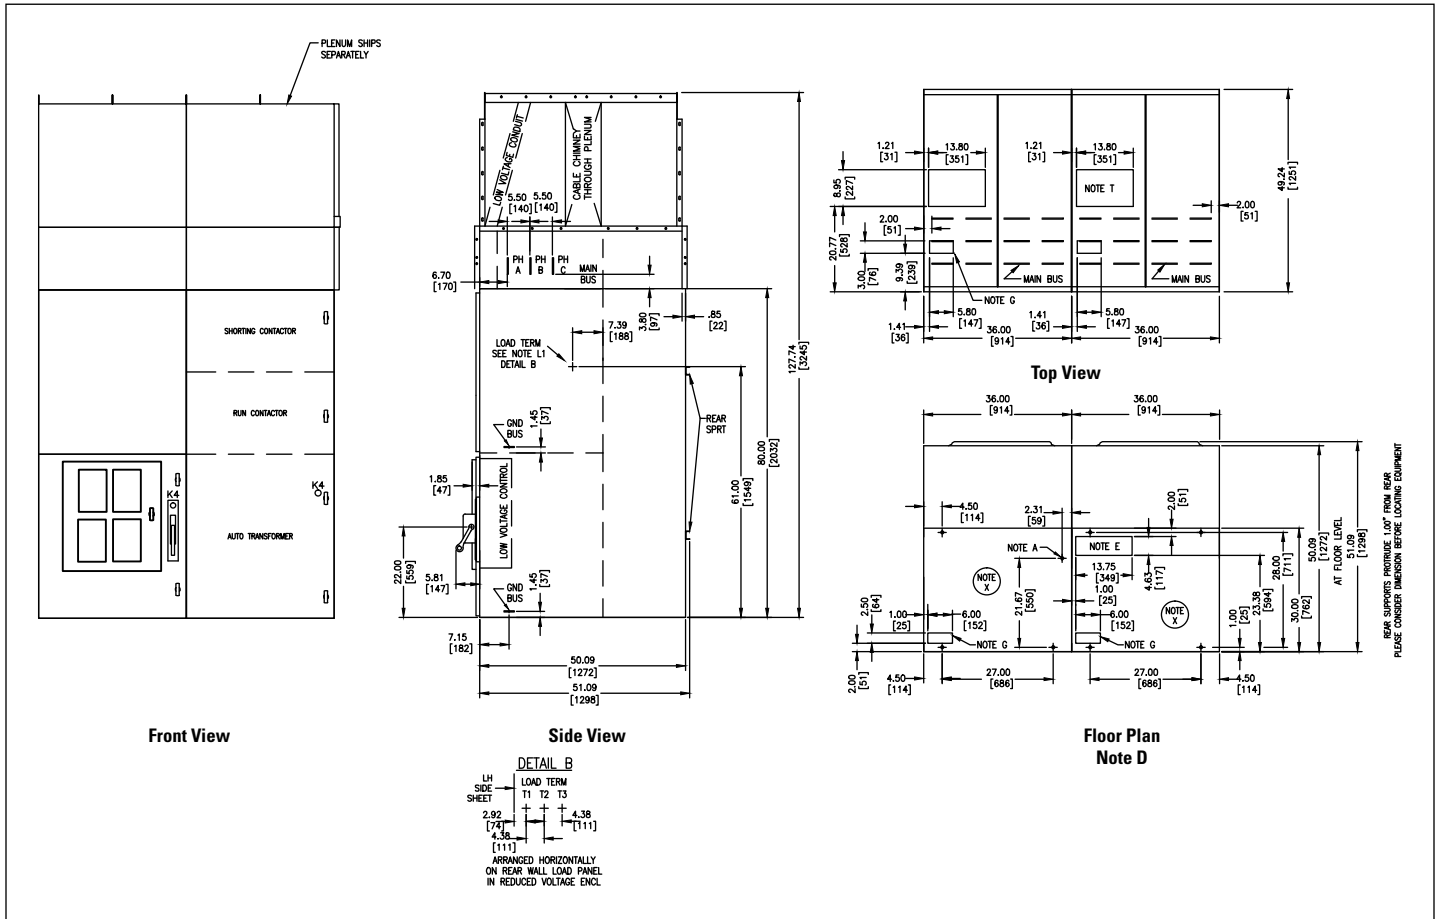 PLENUM SHIPS
SEPARATELY
SHORTING CONTACTOR
RUN CONTACTOR
K4
K4
AUTO TRANSFORMER
Front View
LOW VOLTAGE CONDUIT
CABLE CHIMNEY
THROUGH PLENUM
5.50
[140]
5.50
[140]
PH
A
PH
B
PH
C
MAIN
BUS
6.70
[170]
3.80
[97]
.85
[22]
7.39
[188]
LOAD TERM
SEE NOTE L1
DETAIL B
127.74
[3245]
GND
BUS
1.45
[37]
REAR
SPRT
80.00
[2032]
61.00
[1549]
1.85
[47]
LOW VOLTAGE CONTROL
22.00
[559]
5.81
[147]
GND
BUS
1.45
[37]
7.15
[182]
50.09
[1272]
51.09
[1298]
Side View
DETAIL B
LH
SIDE
SHEET
LOAD TERM
T1 T2 T3
2.92
[74]
4.38
[111]
4.38
[111]
ARRANGED HORIZONTALLY
ON REAR WALL LOAD PANEL
IN REDUCED VOLTAGE ENCL
1.21
[31]
13.80
[351]
1.21
[31]
13.80
[351]
49.24
[1251]
8.95
[227]
NOTE T
2.00
[51]
2.00
[51]
20.77
[528]
3.00
[76]
9.39
[239]
MAIN BUS
MAIN BUS
NOTE G
5.80
[147]
5.80
[147]
1.41
[36]
1.41
[36]
36.00
[914]
36.00
[914]
Top View
36.00
[914]
36.00
[914]
4.50
[114]
2.31
[59]
2.00
[51]
NOTE A
NOTE E
13.75
[349]
4.63
[117]
NOTE
X
NOTE
X
21.67
[550]
1.00
[25]
2.50
[64]
1.00
[25]
6.00
[152]
6.00
[152]
NOTE G
NOTE G
2.00
[51]
23.38
[594]
28.00
[711]
1.00
[25]
30.00
[762]
50.09
[1272]
AT FLOOR LEVEL
51.09
[1298]
4.50
[114]
27.00
[686]
27.00
[686]
4.50
[114]
REAR SUPPORTS PROTRUDE 1.00" FROM REAR
PLEASE CONSIDER DIMENSION BEFORE LOCATING EQUIPMENT
Floor Plan
Note D